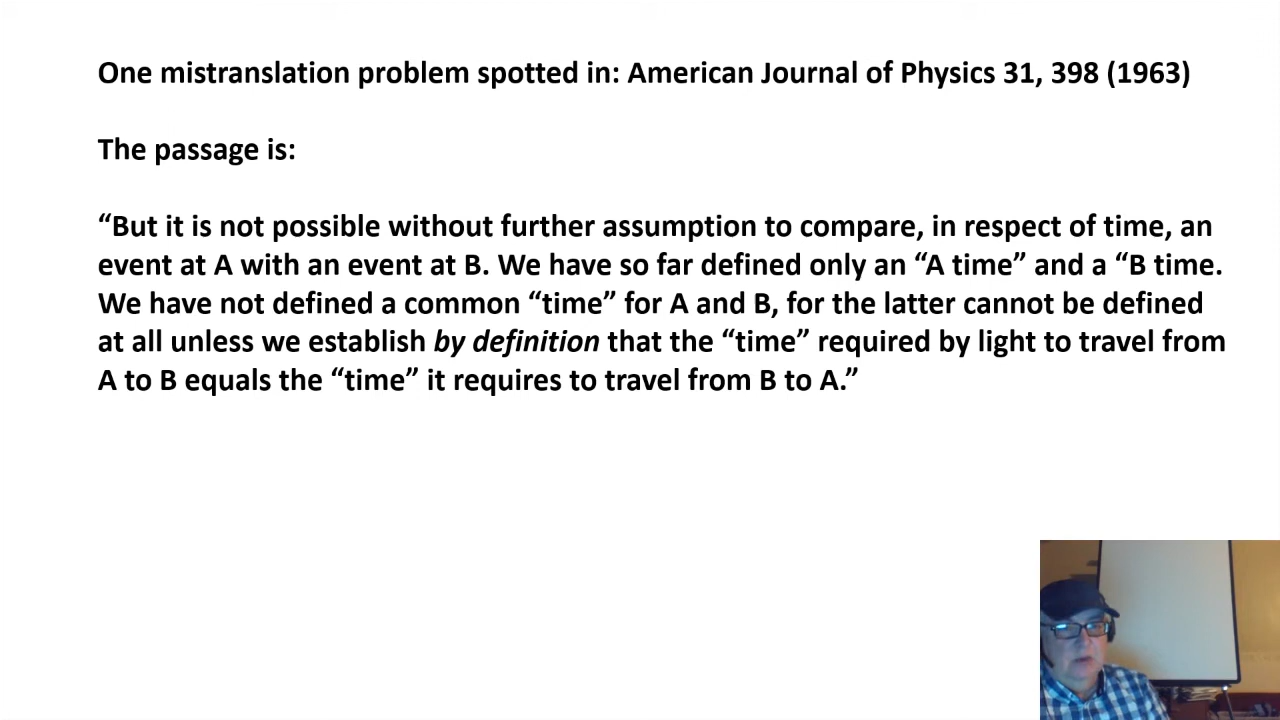 One mistranslation problem spotted in: American Journal of Physics 31, 398 (1963)
The passage is:
“But it is not possible without further assumption to compare, in respect of time, an
event at A with an event at B. We have so far defined only an “A time” and a “B time.
We have not defined a common “time” for A and B, for the latter cannot be defined
at all unless we establish by definition that the “time” required by light to travel from
A to B equals the “time” it requires to travel from B to A.”